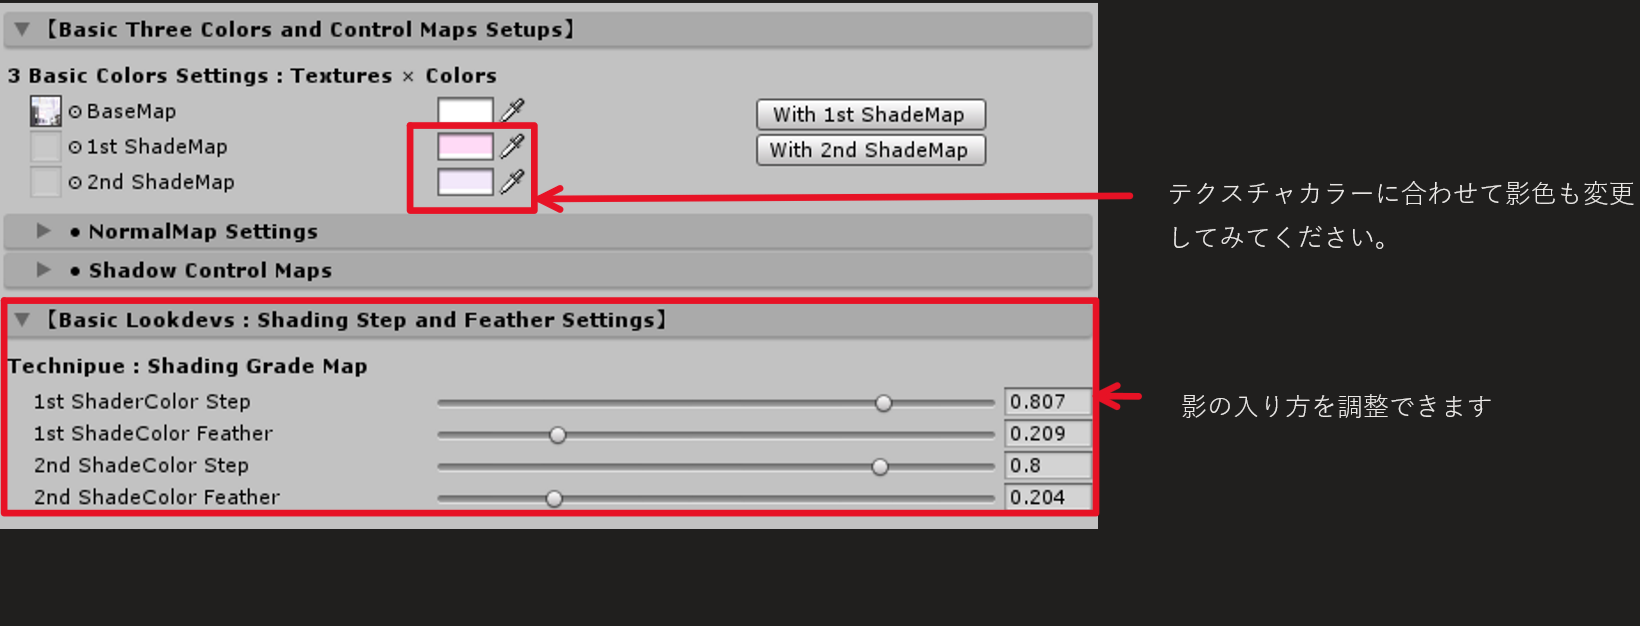 【Basic Three Colors and Control Maps Setups】
3 Basic Colors Settings : Textures × Colors
BaseMap
With 1st ShadeMap
1st ShadeMap
With 2nd ShadeMap
2nd ShadeMap
テクスチャカラーに合わせて影色も変更
してみてください。
● NormalMap Settings
● Shadow Control Maps
【Basic Lookdevs : Shading Step and Feather Settings】
Technipue : Shading Grade Map
1st ShaderColor Step 0.807
影の入り方を調整できます
1st ShadeColor Feather 0.209
2nd ShadeColor Step 0.8
2nd ShadeColor Feather 0.204